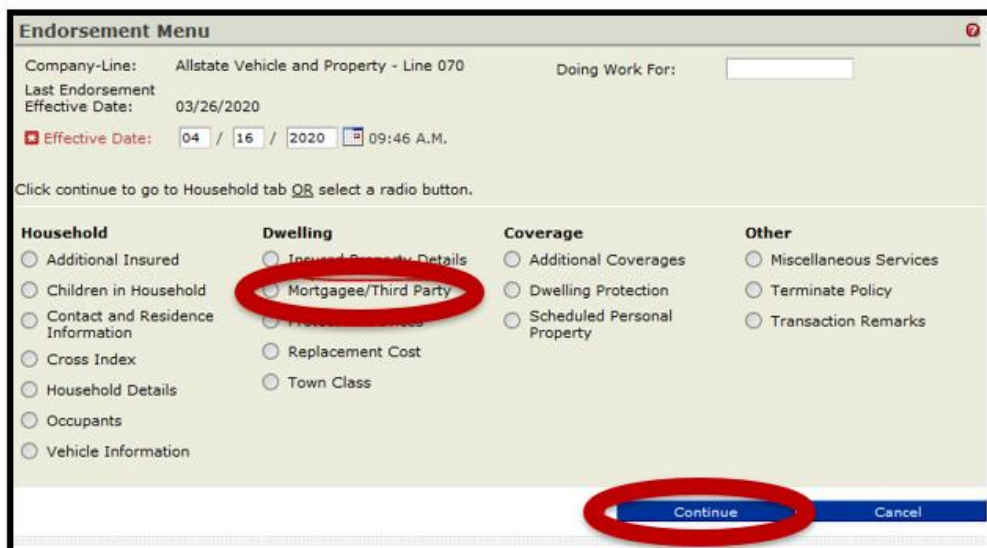 Endorsement Menu
Company-Line: Allstate Vehicle and Property - Line 070 Doing Work For:
Last Endorsement
Effective Date: 03/26/2020
Effective Date: 04 / 16 / 2020 09:46 A.M.
Click continue to go to Household tab OR select a radio button.
Household Dwelling Coverage Other
Additional Insured Insured Property Details Additional Coverages Miscellaneous Services
Children in Household Mortgagee/Third Party Dwelling Protection Terminate Policy
Contact and Residence
Information
Scheduled Personal
Property
Transaction Remarks
Cross Index Replacement Cost
Household Details Town Class
Occupants
Vehicle Information
Continue Cancel